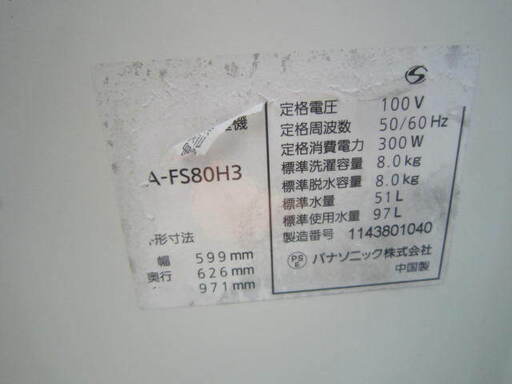 機
A-FS80H3
形寸法
幅 599mm
奥行 626mm
971mm
定格電圧 100V
定格周波数 50/60Hz
定格消費電力 300W
標準洗濯容量 8.0kg
標準脱水容量 8.0kg
標準水量 51L
標準使用水量 97L
製造番号 1143801040
PS
E
パナソニック株式会社
中国製